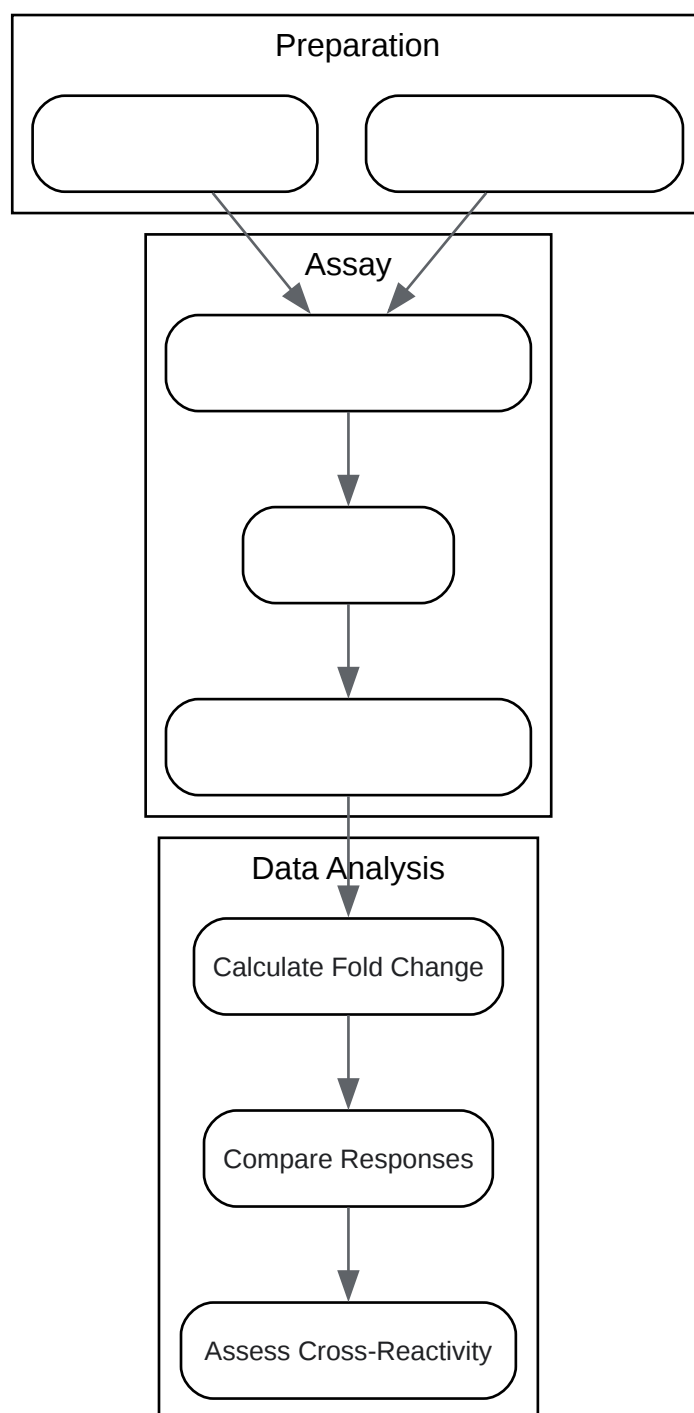 Preparation
Assay
Data Analysis
Calculate Fold Change
Compare Responses
Assess Cross-Reactivity